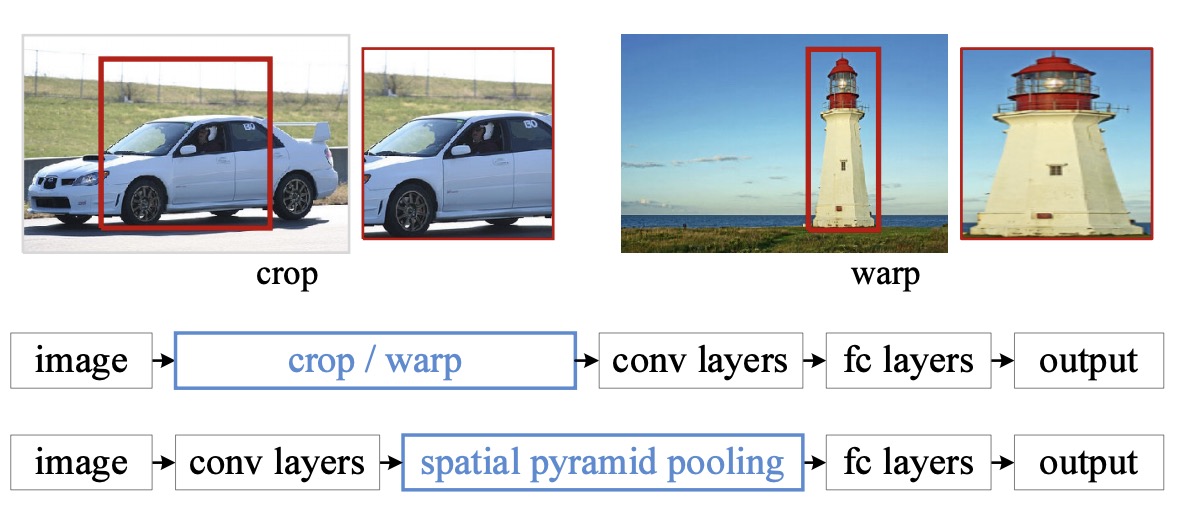 crop
warp
image crop / warp conv layers fc layers output
image conv layers spatial pyramid pooling fc layers output